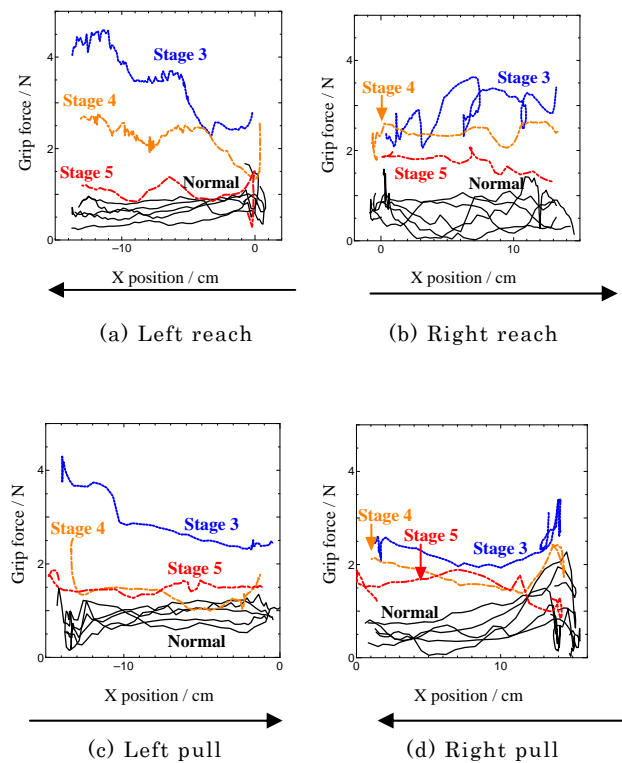 4
2
0
−10
0
Grip force / N
X position / cm
Stage 3
Stage 4
Stage 5
Normal
(a) Left reach
4
2
0
0
10
Grip force / N
X position / cm
Stage 4
Stage 3
Stage 5
Normal
(b) Right reach
4
2
0
−10
0
Grip force / N
X position / cm
Stage 4
Stage 3
Stage 5
Normal
(c) Left pull
4
2
0
0
10
Grip force / N
X position / cm
Stage 4
Stage 5
Stage 3
Normal
(d) Right pull